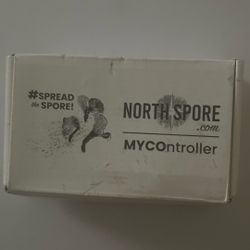 #SPREAD
the SPORE!
NORTH SPORE
.com
MYCOntroller